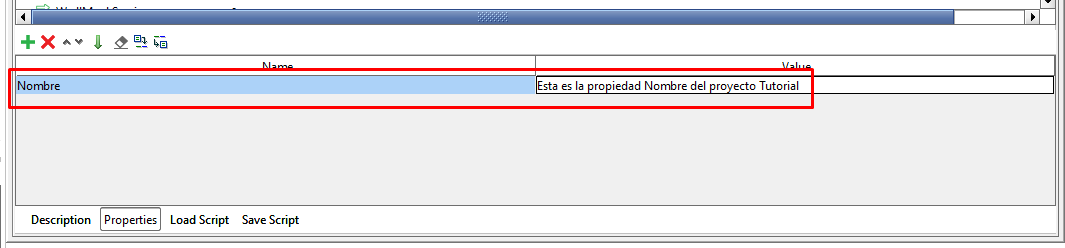 Name Value
Nombre Esta es la propiedad Nombre del proyecto Tutorial
Description Properties Load Script Save Script